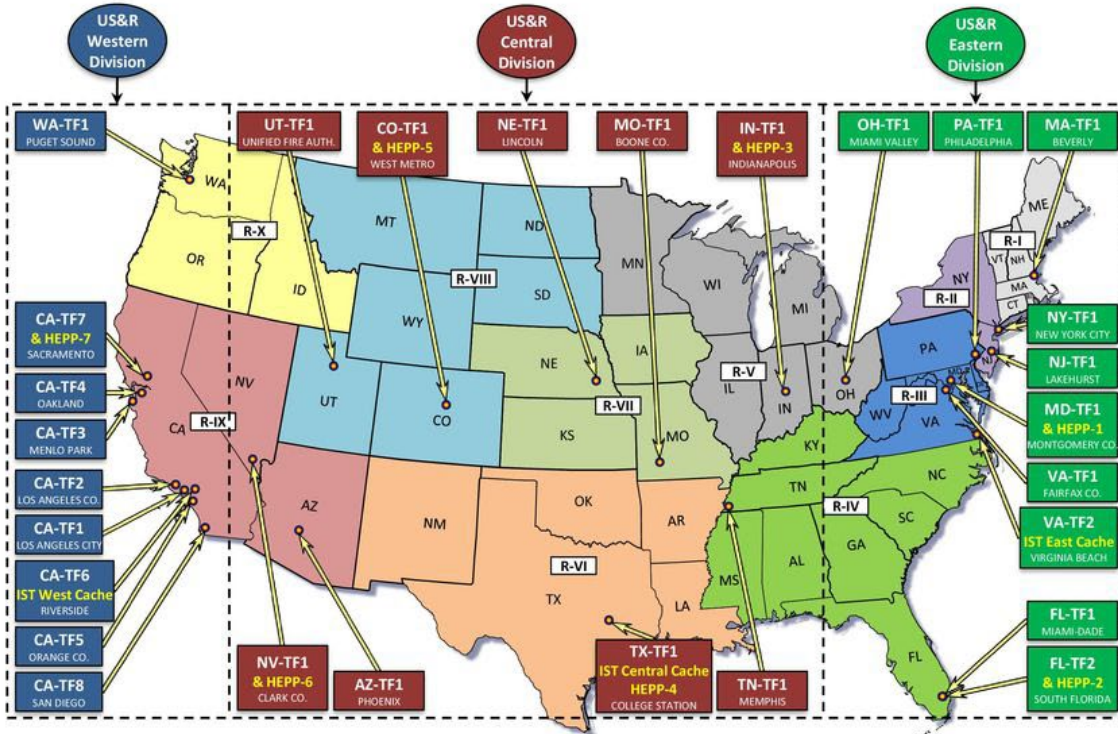 US&R
Western
Division
US&R
Central
Division
US&R
Eastern
Division
WA-TF1
PUGET SOUND
UT-TF1
UNIFIED FIRE AUTH.
CO-TF1
& HEPP-5
WEST METRO
NE-TF1
LINCOLN
MO-TF1
BOONE CO.
IN-TF1
& HEPP-3
INDIANAPOLIS
OH-TF1
MIAMI VALLEY
PA-TF1
PHILADELPHIA
MA-TF1
BEVERLY
CA-TF7
& HEPP-7
SACRAMENTO
CA-TF4
OAKLAND
CA-TF3
MENLO PARK
CA-TF2
LOS ANGELES CO.
CA-TF1
LOS ANGELES CITY
CA-TF6
IST West Cache
RIVERSIDE
CA-TF5
ORANGE CO.
CA-TF8
SAN DIEGO
WA
R-X
OR
ID
MT
ND
R-VIII
SD
WY
NV
UT
CO
CA
R-IX
AZ
NM
NE
IA
R-VII
KS
MO
MN
WI
MI
R-V
IL
IN
OH
OK
AR
R-VI
TX
LA
KY
TN
R-IV
NC
SC
MS
AL
GA
FL
ME
R-I
VT
NH
MA
CT
NY
R-II
PA
NJ
MD
R-III
WV
VA
NY-TF1
NEW YORK CITY
NJ-TF1
LAKEHURST
MD-TF1
& HEPP-1
MONTGOMERY CO.
VA-TF1
FAIRFAX CO.
VA-TF2
IST East Cache
VIRGINIA BEACH
FL-TF1
MIAMI-DADE
FL-TF2
& HEPP-2
SOUTH FLORIDA
NV-TF1
& HEPP-6
CLARK CO.
AZ-TF1
PHOENIX
TX-TF1
IST Central Cache
HEPP-4
COLLEGE STATION
TN-TF1
MEMPHIS